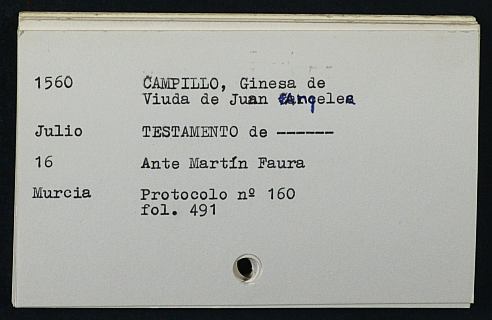 1560 CAMPILLO, Ginesa de
Viuda de Juan
Julio TESTAMENTO de ------
16 Ante Martín Faura
Murcia Protocolo nº 160
fol. 491